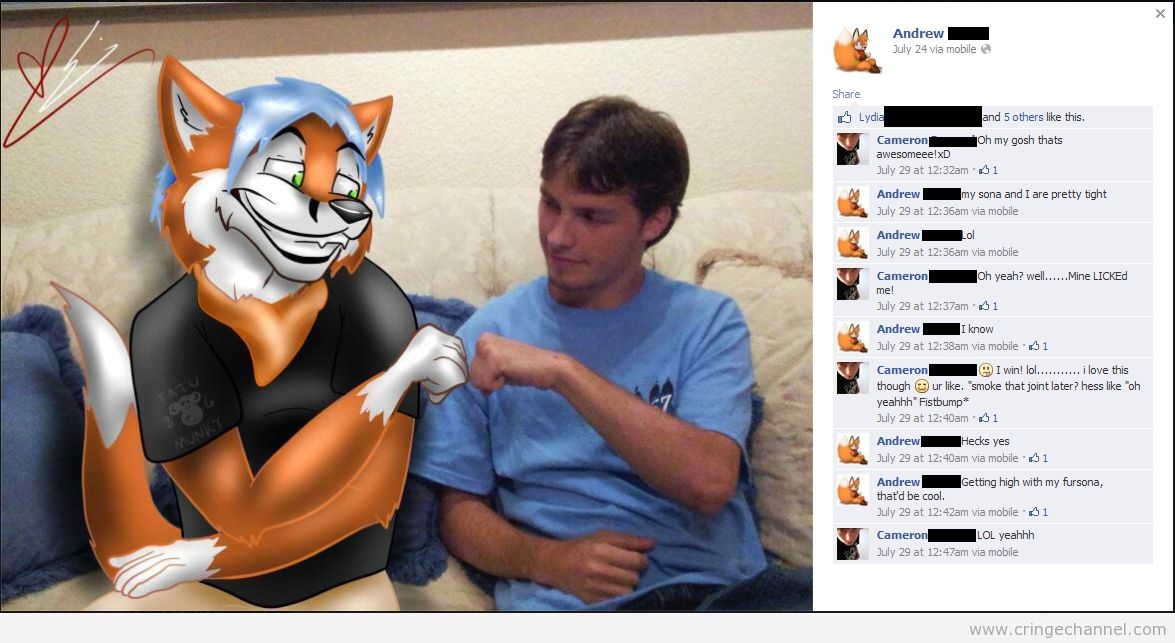 TATU
8 6
MUNKY
7
×
Andrew
July 24 via mobile
Share
Lydia and 5 others like this.
Cameron Oh my gosh thats
awesomeee!xD
July 29 at 12:32am · 1
Andrew my sona and I are pretty tight
July 29 at 12:36am via mobile
Andrew Lol
July 29 at 12:36am via mobile
Cameron Oh yeah? well......Mine LICKEd
me!
July 29 at 12:37am · 1
Andrew I know
July 29 at 12:38am via mobile · 1
Cameron I win! lol........... i love this
though ur like. "smoke that joint later? hess like "oh
yeahhh" Fistbump*
July 29 at 12:40am · 1
Andrew Hecks yes
July 29 at 12:40am via mobile · 1
Andrew Getting high with my fursona,
that'd be cool.
July 29 at 12:42am via mobile · 1
Cameron LOL yeahhh
July 29 at 12:47am via mobile
www.cringechannel.com